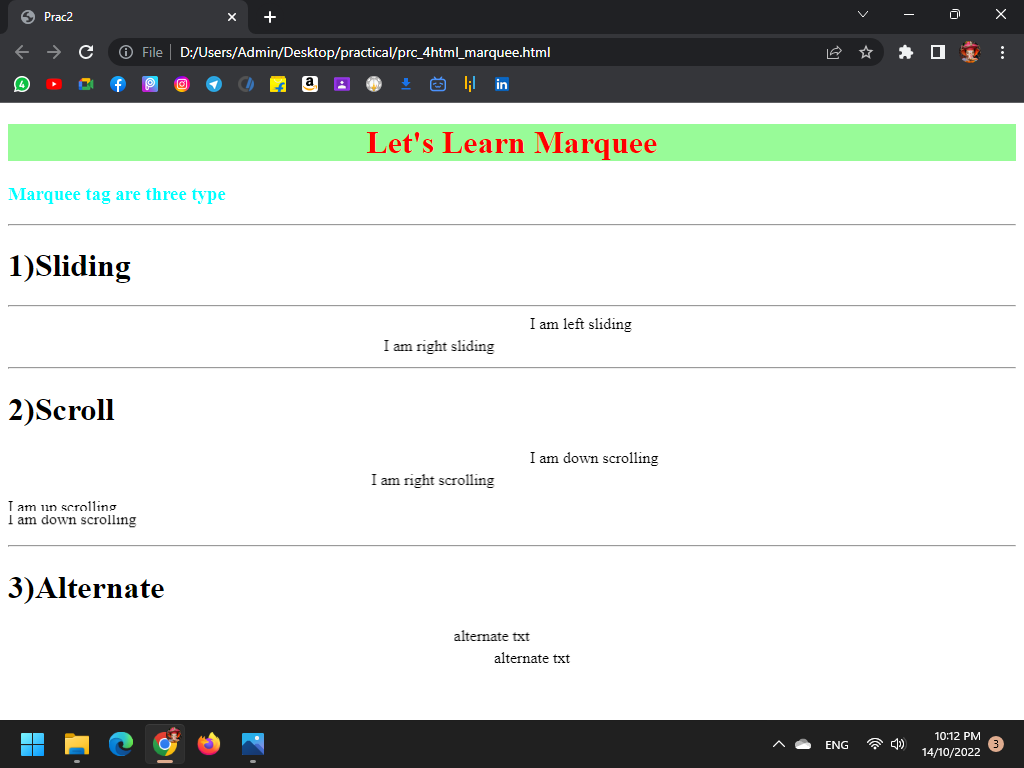 Prac2
File
D:/Users/Admin/Desktop/practical/prc_4html_marquee.html
4
a
in
Let's Learn Marquee
Marquee tag are three type
1)Sliding
I am left sliding
I am right sliding
2)Scroll
I am down scrolling
I am right scrolling
I am up scrolling
I am down scrolling
3)Alternate
alternate txt
alternate txt
ENG
10:12 PM
14/10/2022
3